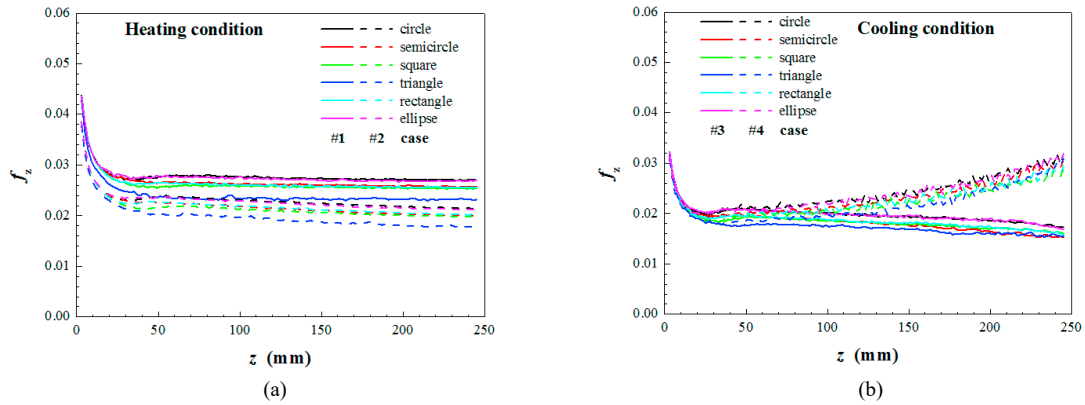 0.06
0.05
0.04
0.03
0.02
0.01
0.00
0 50 100 150 200 250
f_z
z (mm)
Heating condition
circle
semicircle
square
triangle
rectangle
ellipse
#1 #2 case
(a)
0.06
0.05
0.04
0.03
0.02
0.01
0.00
0 50 100 150 200 250
f_z
z (mm)
Cooling condition
circle
semicircle
square
triangle
rectangle
ellipse
#3 #4 case
(b)